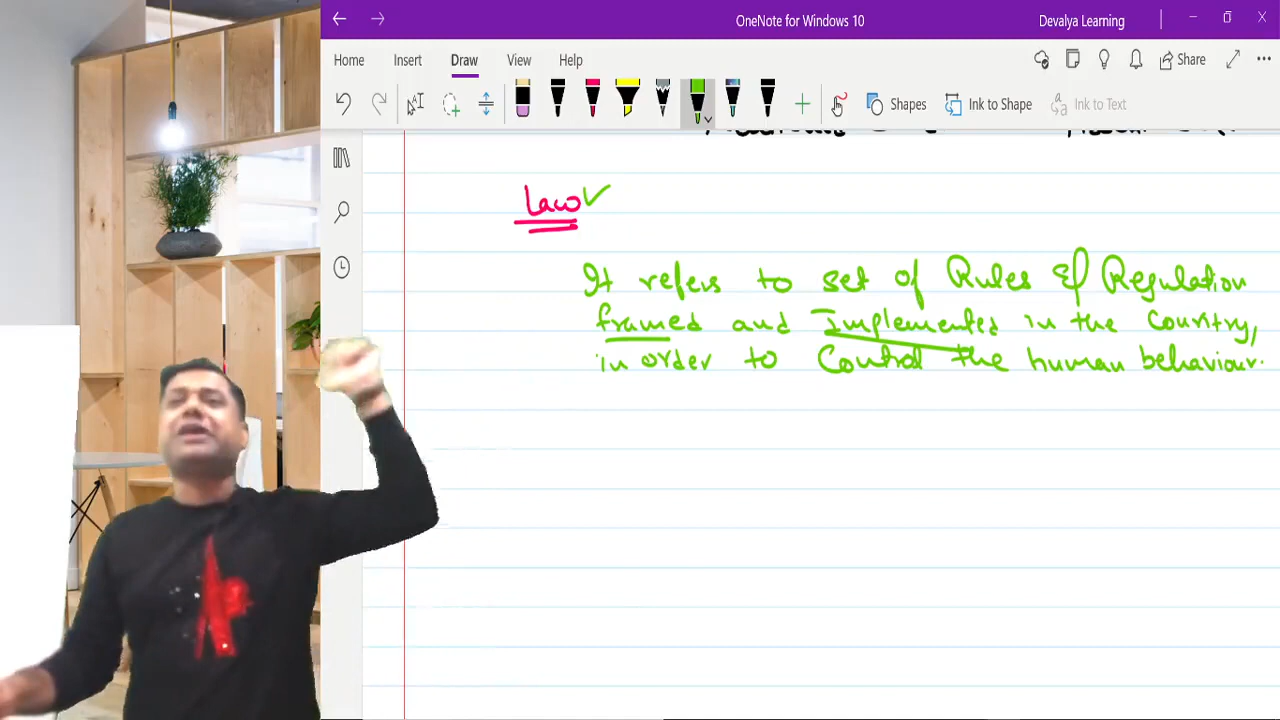 OneNote for Windows 10
Devalya Learning
Home
Insert
Draw
View
Help
Share
Shapes
Ink to Shape
Ink to Text
Law
It refers to set of Rules & Regulation
framed and Implemented in the Country,
in order to Control the human behaviour.